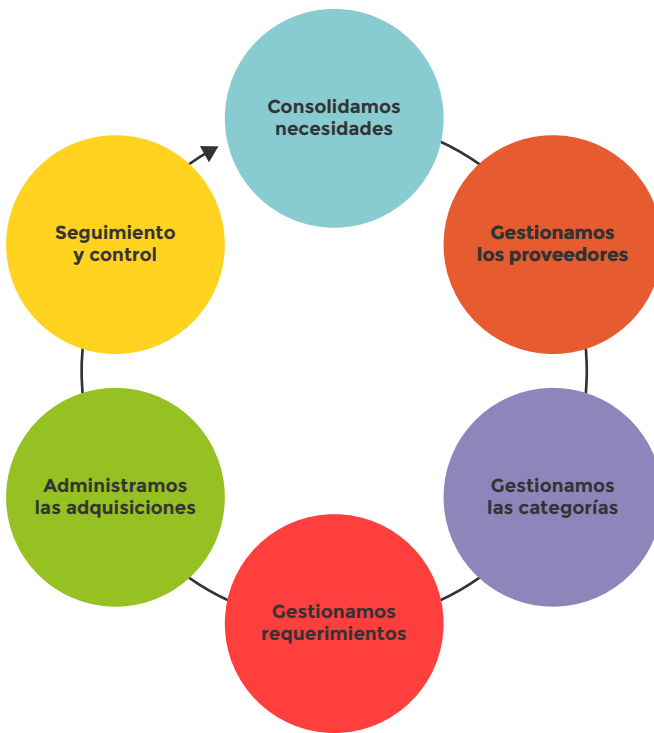 Consolidamos
necesidades
Gestionamos
los proveedores
Gestionamos
las categorías
Gestionamos
requerimientos
Administramos
las adquisiciones
Seguimiento
y control